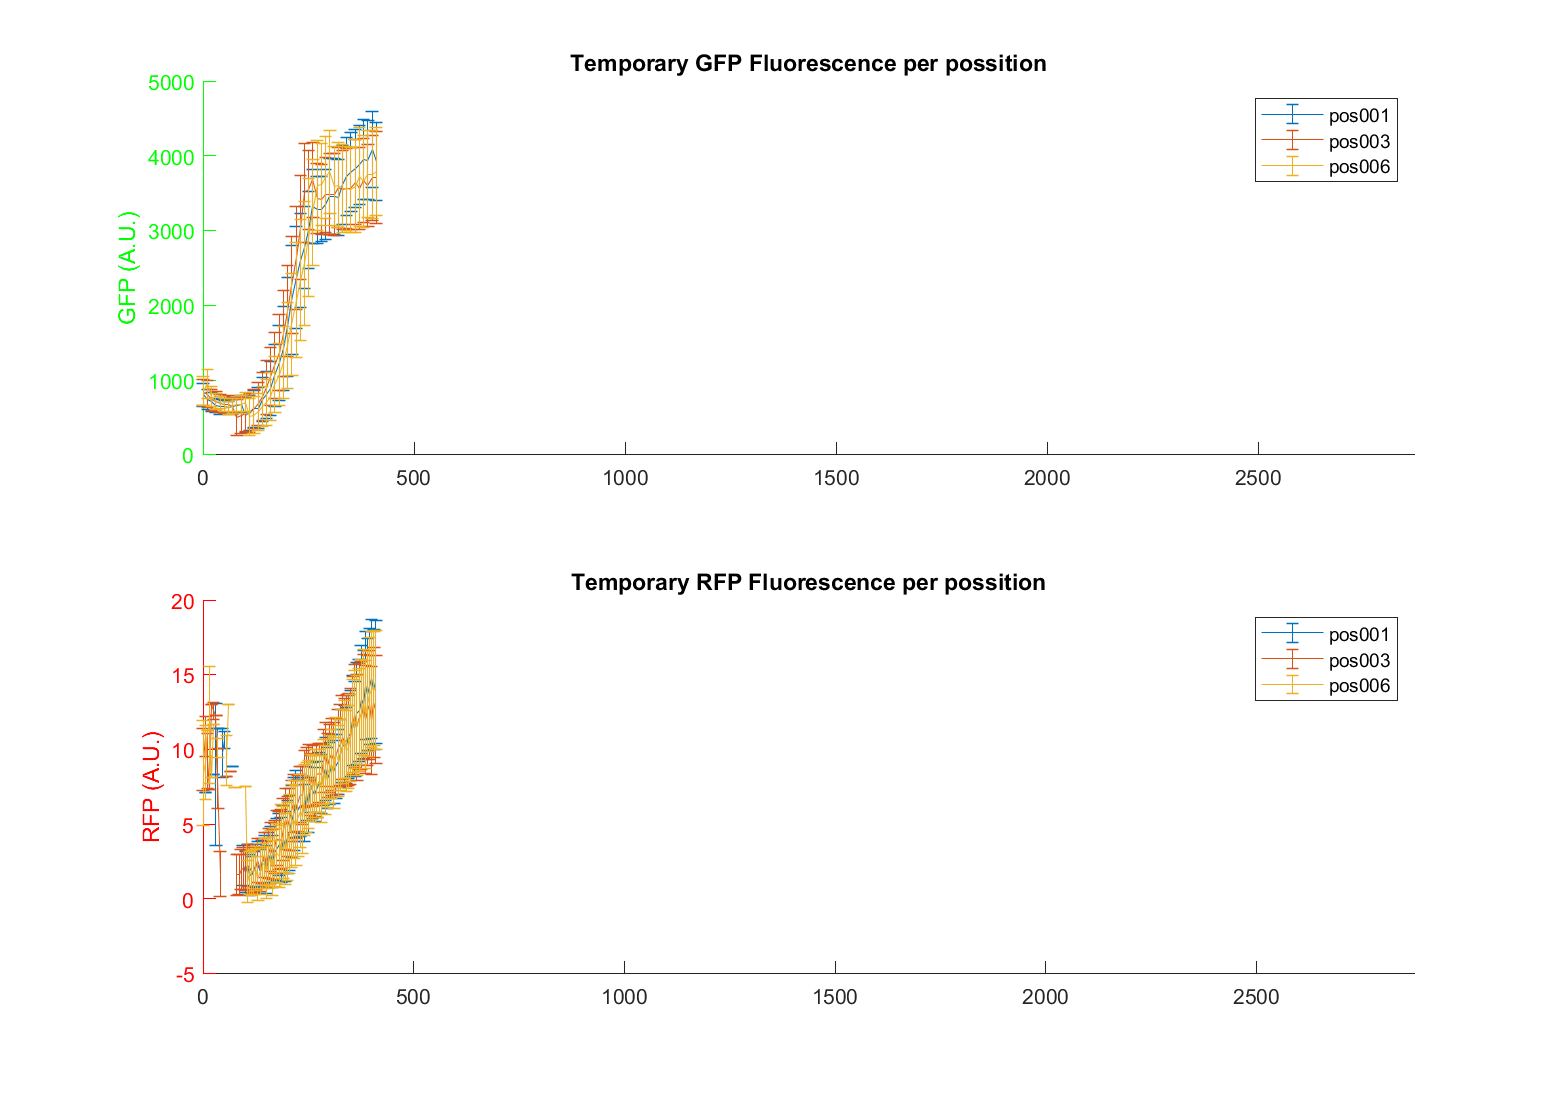 Temporary GFP Fluorescence per possition
5000
4000
3000
2000
1000
0
GFP (A.U.)
0 500 1000 1500 2000 2500
pos001
pos003
pos006
Temporary RFP Fluorescence per possition
20
15
10
5
0
-5
RFP (A.U.)
0 500 1000 1500 2000 2500
pos001
pos003
pos006